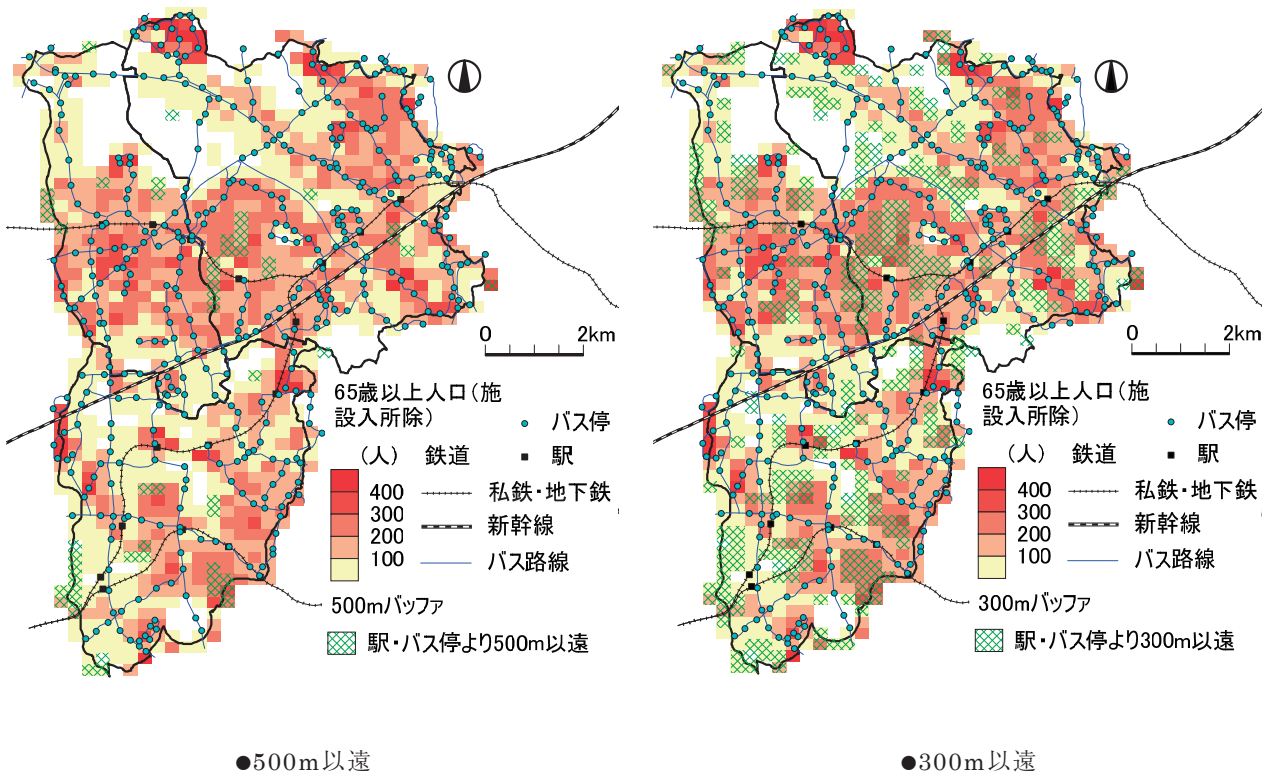 0 2km
65歳以上人口(施
設入所除)
(人) 鉄道
400
300
200
100
バス停
駅
私鉄・地下鉄
新幹線
バス路線
500mバッファ
駅・バス停より500m以遠
●500m以遠
0 2km
65歳以上人口(施
設入所除)
(人) 鉄道
400
300
200
100
バス停
駅
私鉄・地下鉄
新幹線
バス路線
300mバッファ
駅・バス停より300m以遠
●300m以遠